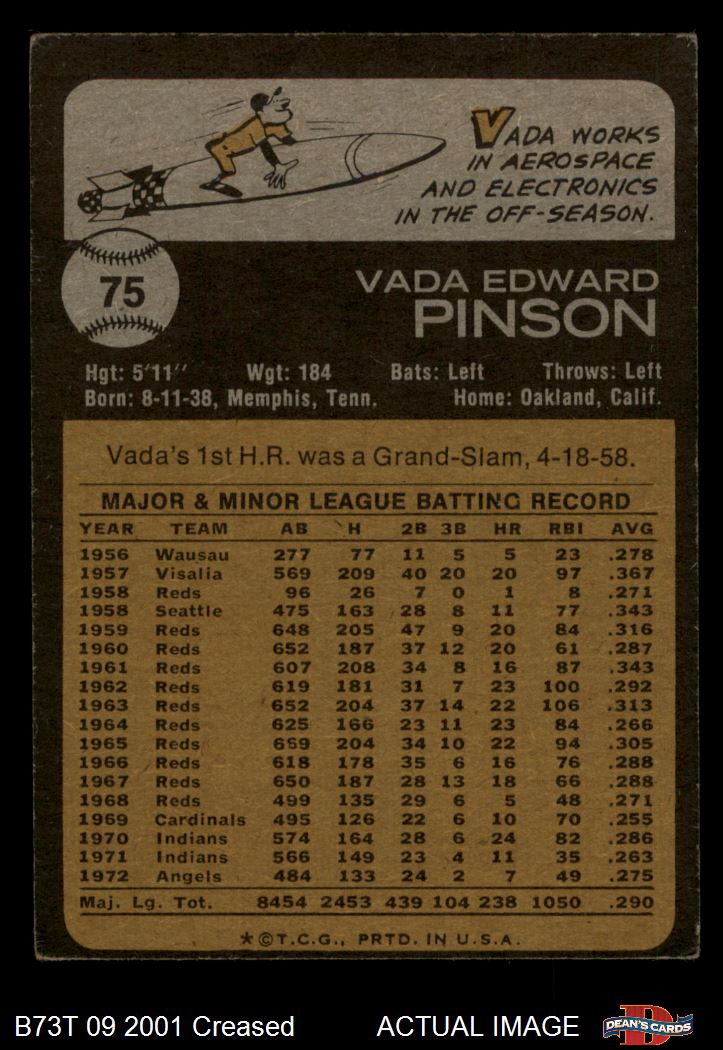 VADA WORKS
IN AEROSPACE
AND ELECTRONICS
IN THE OFF-SEASON.
75
VADA EDWARD
PINSON
Hgt: 5'11" Wgt: 184 Bats: Left Throws: Left
Born: 8-11-38, Memphis, Tenn. Home: Oakland, Calif.
Vada's 1st H.R. was a Grand-Slam, 4-18-58.
MAJOR & MINOR LEAGUE BATTING RECORD
YEAR TEAM AB H 2B 3B HR RBI AVG
1956 Wausau 277 77 11 5 5 23 .278
1957 Visalia 569 209 40 20 20 97 .367
1958 Reds 96 26 7 0 1 8 .271
1958 Seattle 475 163 28 8 11 77 .343
1959 Reds 648 205 47 9 20 84 .316
1960 Reds 652 187 37 12 20 61 .287
1961 Reds 607 208 34 8 16 87 .343
1962 Reds 619 181 31 7 23 100 .292
1963 Reds 652 204 37 14 22 106 .313
1964 Reds 625 166 23 11 23 84 .266
1965 Reds 669 204 34 10 22 94 .305
1966 Reds 618 178 35 6 16 76 .288
1967 Reds 650 187 28 13 18 66 .288
1968 Reds 499 135 29 6 5 48 .271
1969 Cardinals 495 126 22 6 10 70 .255
1970 Indians 574 164 28 6 24 82 .286
1971 Indians 566 149 23 4 11 35 .263
1972 Angels 484 133 24 2 7 49 .275
Maj. Lg. Tot. 8454 2453 439 104 238 1050 .290
*©T.C.G., PRTD. IN U.S.A.
B73T 09 2001 Creased ACTUAL IMAGE
D
DEAN'S CARDS